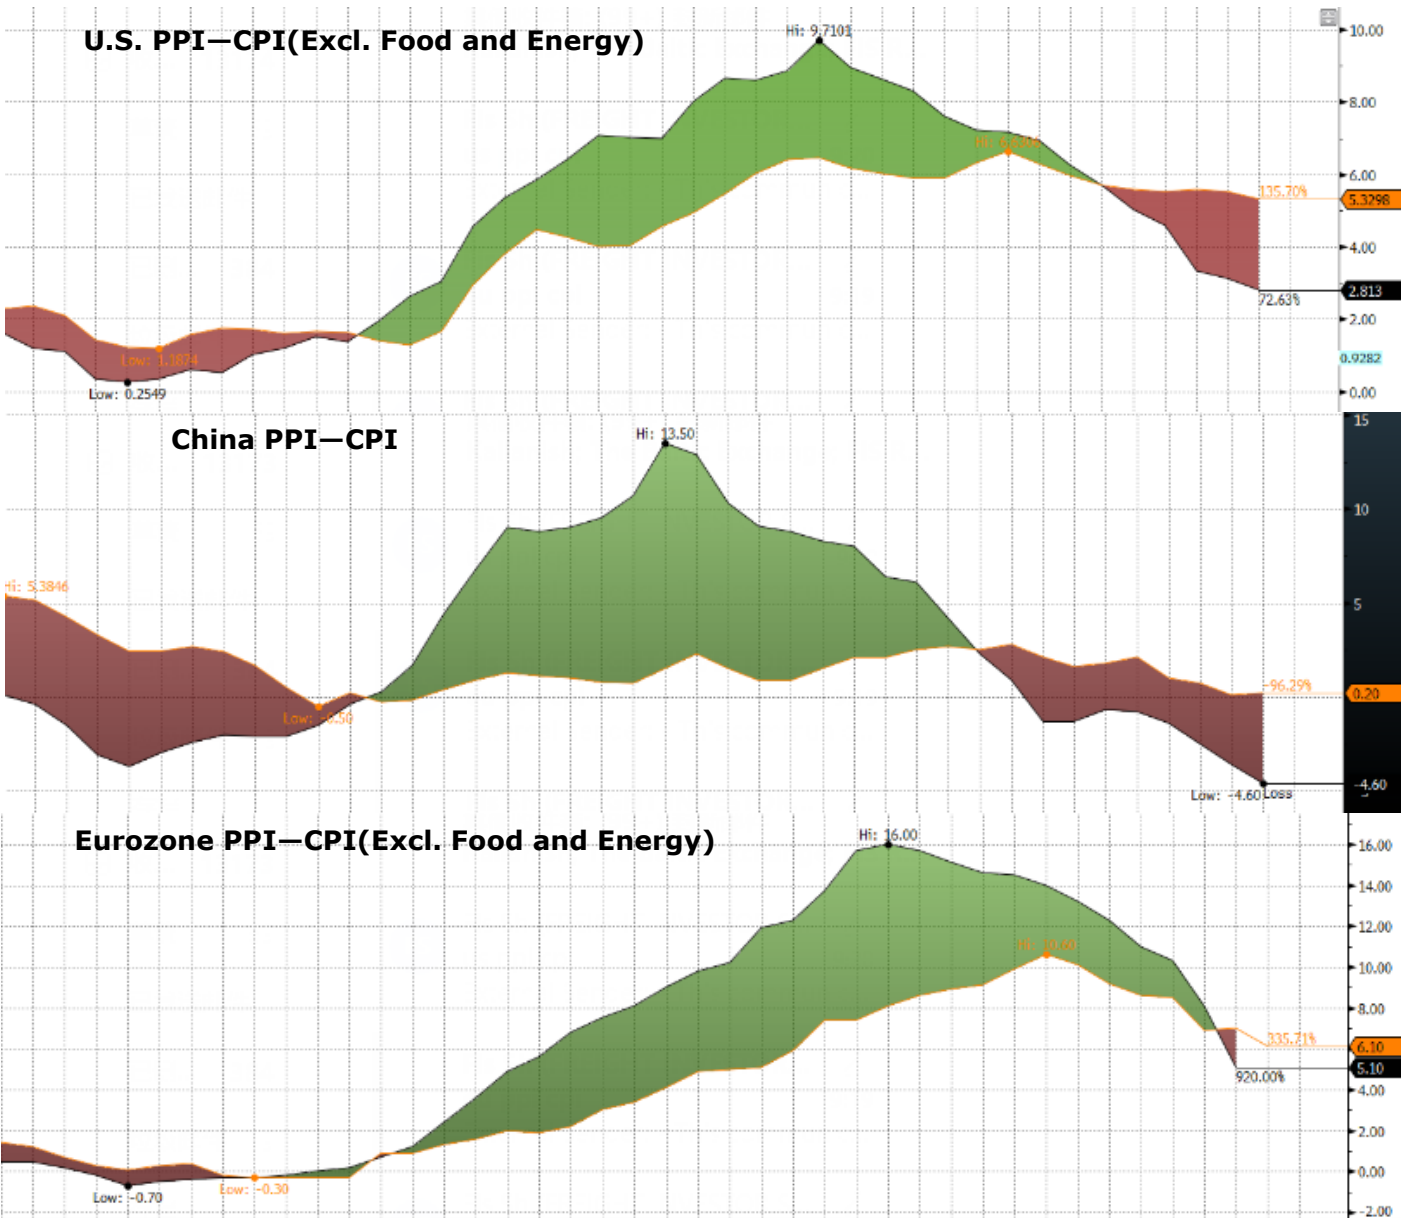 U.S. PPI—CPI(Excl. Food and Energy)
Hi: 9.7101
10.00
8.00
6.00
135.70%
5.3298
4.00
2.813
72.63%
2.00
0.9282
Low: 1.1874
Low: 0.2549
0.00
China PPI—CPI
Hi: 13.50
15
10
Hi: 5.3846
5
-96.29%
0.20
Low: -0.50
-4.60
Low: -4.60
Loss
Eurozone PPI—CPI(Excl. Food and Energy)
Hi: 16.00
16.00
14.00
12.00
Hi: 10.60
10.00
8.00
335.71%
6.10
5.10
920.00%
4.00
2.00
0.00
Low: -0.70
Low: -0.30
-2.00